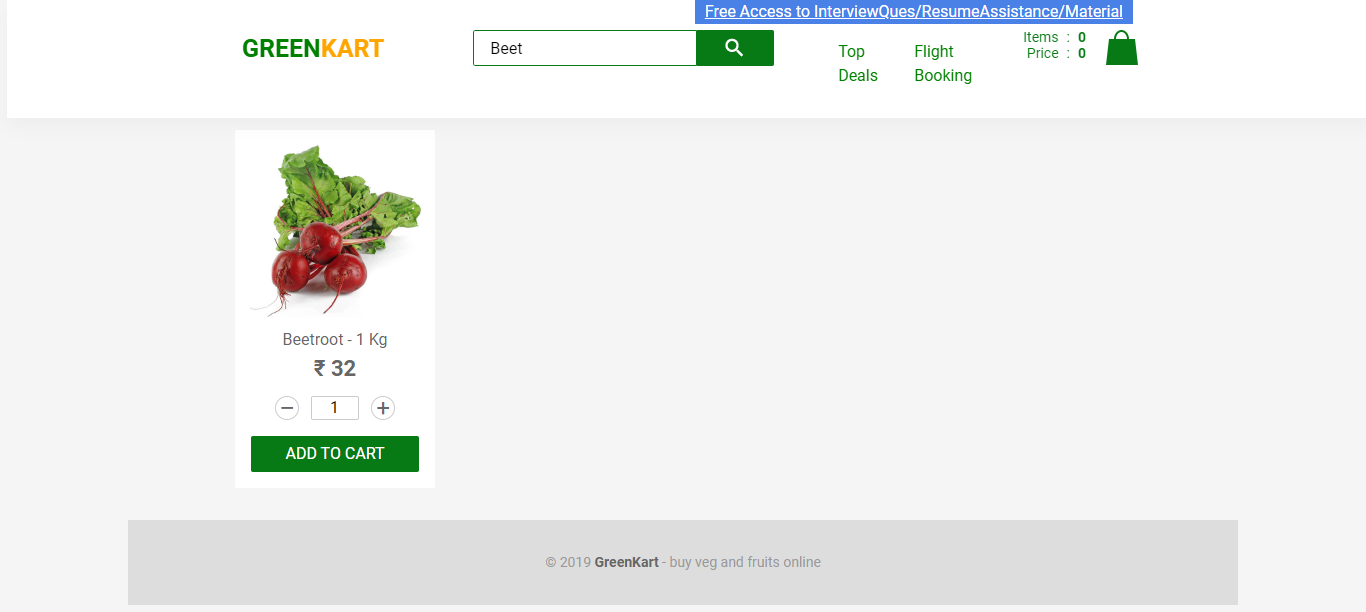 Free Access to InterviewQues/ResumeAssistance/Material
GREENKART
Beet
Top
Deals
Flight
Booking
Items : 0
Price : 0
Beetroot - 1 Kg
₹ 32
1
ADD TO CART
© 2019 GreenKart - buy veg and fruits online